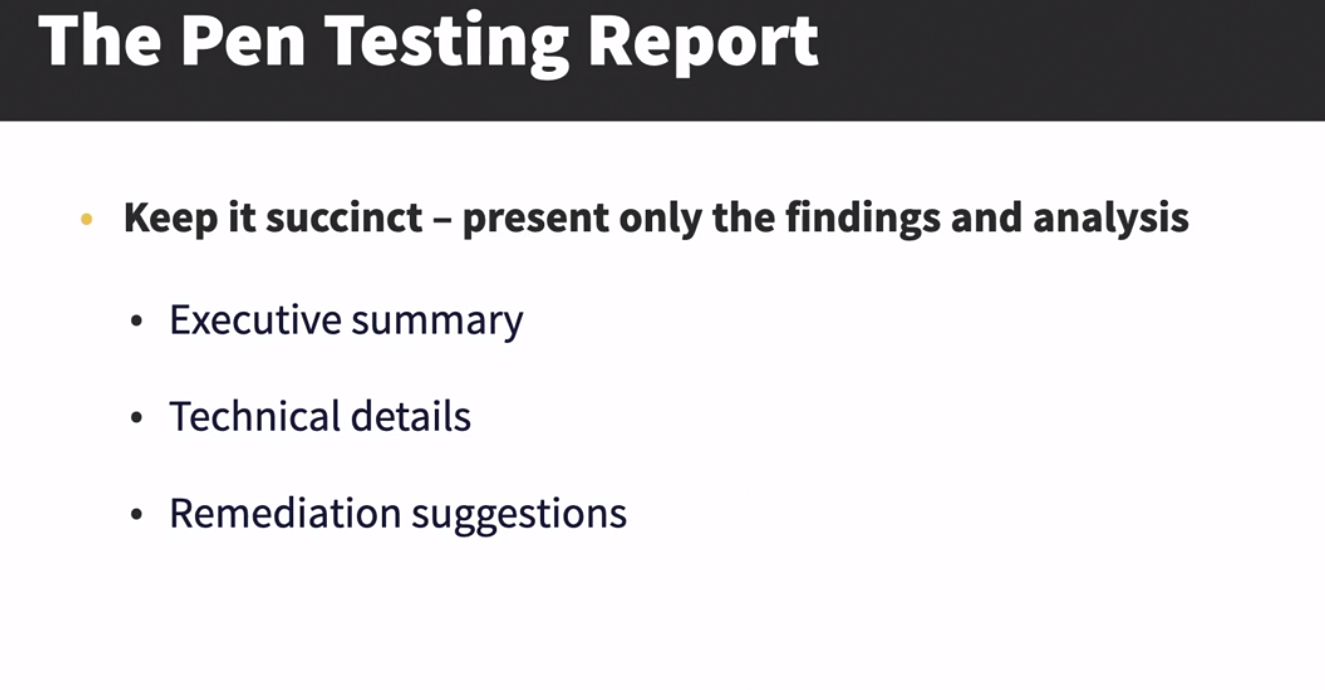 The Pen Testing Report
• Keep it succinct – present only the findings and analysis
• Executive summary
• Technical details
• Remediation suggestions